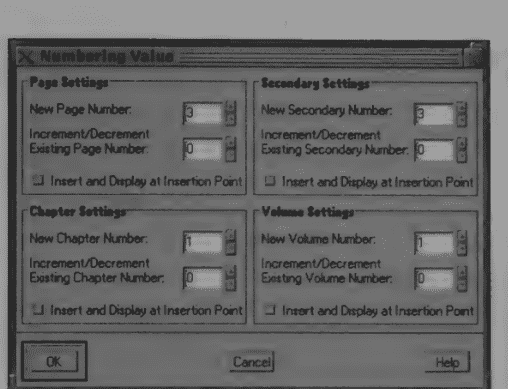 Numbering Value
Page Settings
New Page Number: 3
Increment/Decrement
Existing Page Number: 0
Insert and Display at Insertion Point
Secondary Settings
New Secondary Number: 3
Increment/Decrement
Existing Secondary Number: 0
Insert and Display at Insertion Point
Chapter Settings
New Chapter Number: 1
Increment/Decrement
Existing Chapter Number: 0
Insert and Display at Insertion Point
Volume Settings
New Volume Number: 1
Increment/Decrement
Existing Volume Number: 0
Insert and Display at Insertion Point
OK Cancel Help